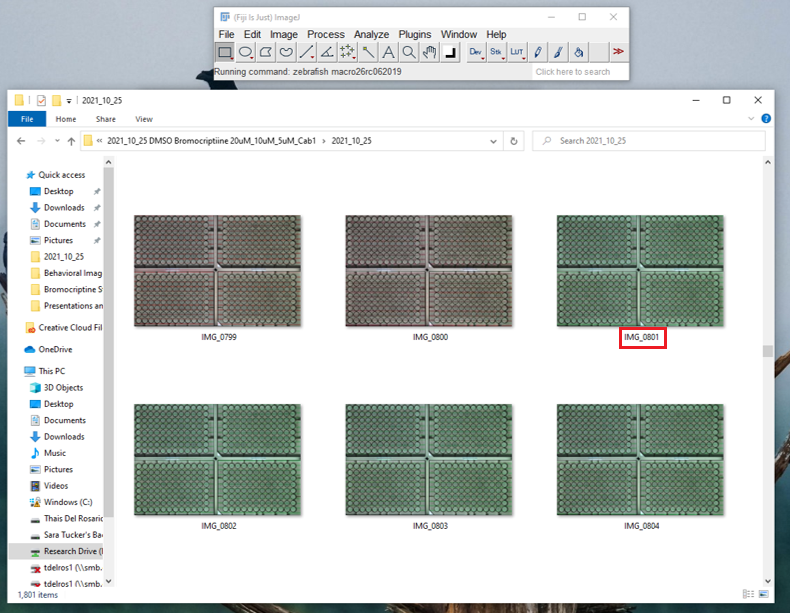 (Fiji Is Just) ImageJ
File Edit Image Process Analyze Plugins Window Help
Dev Stk LUT
Running command: zebrafish macro26rc062019
Click here to search
2021_10_25
File Home Share View
« 2021_10_25 DMSO Bromocriptiine 20uM_10uM_5uM_Cab1 › 2021_10_25
Search 2021_10_25
Quick access
Desktop
Downloads
Documents
Pictures
2021_10_25
Behavioral Imag
Bromocriptine S
Presentations an
Creative Cloud Fil
OneDrive
This PC
3D Objects
Desktop
Documents
Downloads
Music
Pictures
Videos
Windows (C:)
Thais Del Rosario
Sara Tucker's Ba
Research Drive (
tdelros1 (\\smb.
tdelros1 (\\smb.
IMG_0799
IMG_0800
IMG_0801
IMG_0802
IMG_0803
IMG_0804
1,801 items